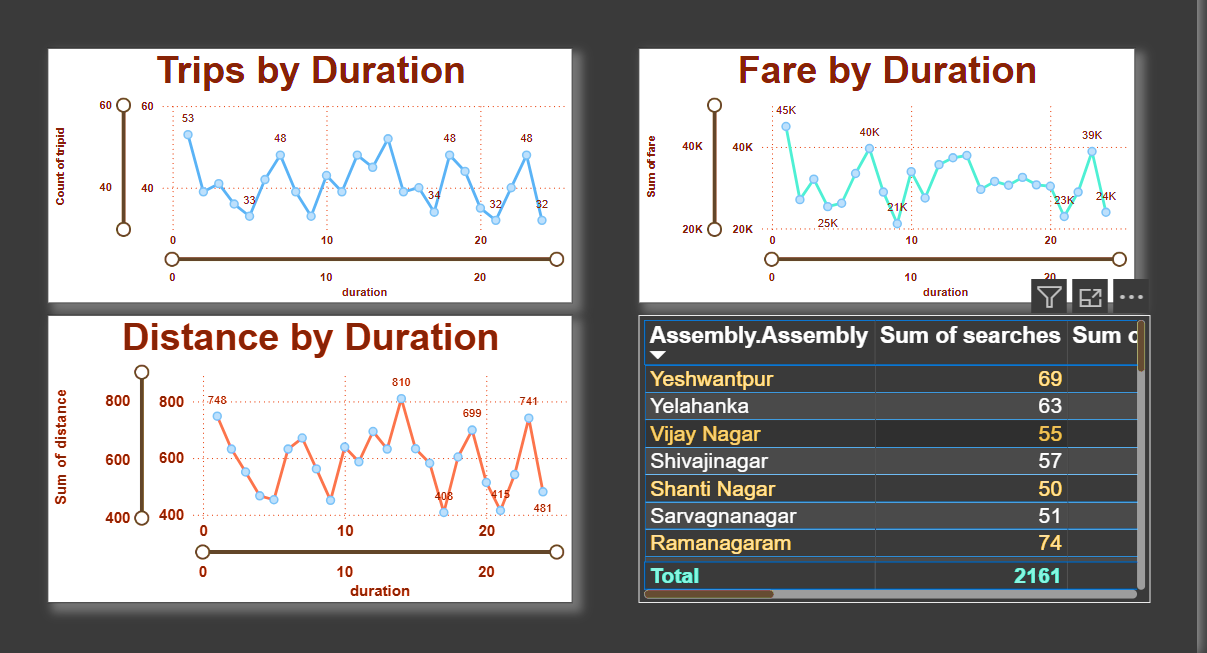 Trips by Duration
60
60
53
48
48
Count of tripid
40
40
33
34
32
32
0
10
20
0
10
20
duration
Fare by Duration
45K
40K
40K
40K
39K
Sum of fare
25K
21K
23K
24K
20K
20K
0
10
20
0
10
20
duration
Distance by Duration
810
800
800
748
699
741
Sum of distance
600
600
408
415
481
400
400
0
10
20
0
10
20
duration
Assembly.Assembly Sum of searches Sum
Yeshwantpur 69
Yelahanka 63
Vijay Nagar 55
Shivajinagar 57
Shanti Nagar 50
Sarvagnanagar 51
Ramanagaram 74
Total 2161